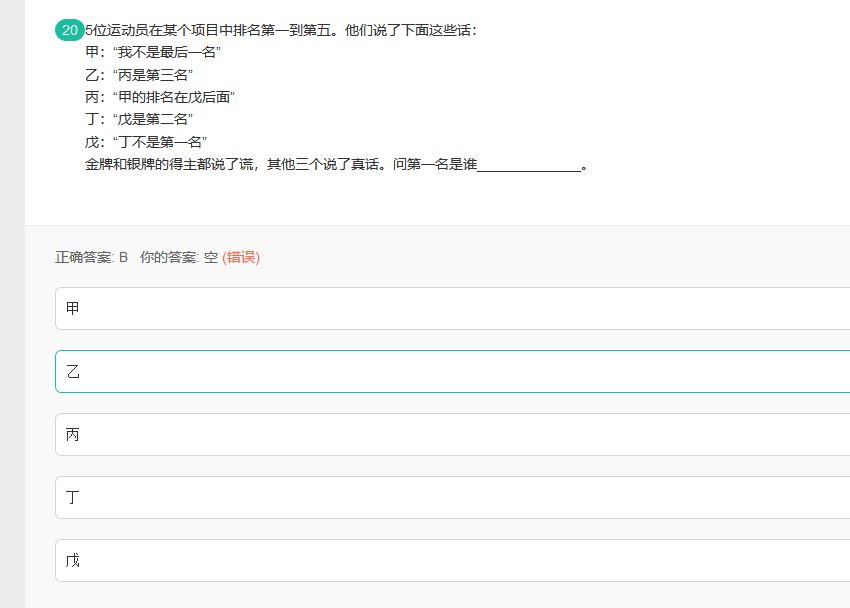 20 5位运动员在某个项目中排名第一到第五。他们说了下面这些话：
甲：“我不是最后一名”
乙：“丙是第三名”
丙：“甲的排名在戊后面”
丁：“戊是第二名”
戊：“丁不是第一名”
金牌和银牌的得主都说了谎，其他三个说了真话。问第一名是谁______________。
正确答案: B 你的答案: 空 (错误)
甲
乙
丙
丁
戊